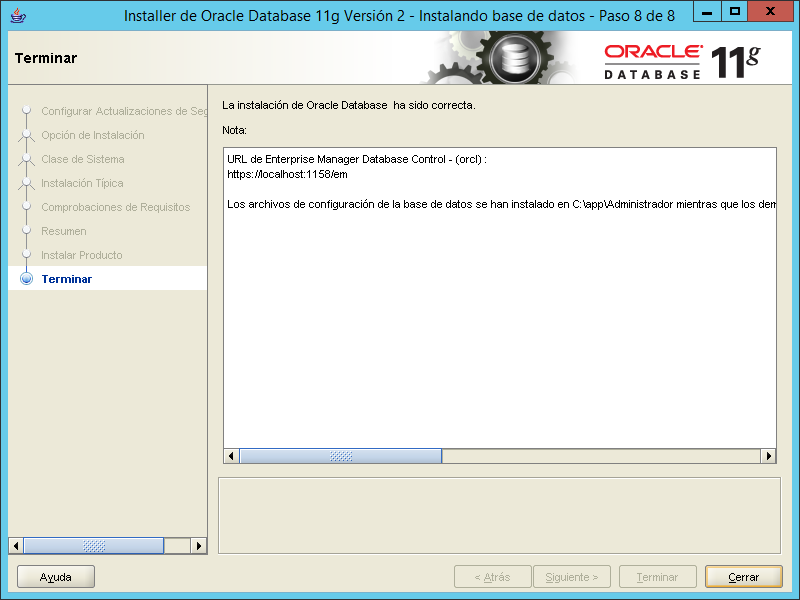 Installer de Oracle Database 11g Versión 2 - Instalando base de datos - Paso 8 de 8
Terminar
ORACLE
DATABASE 11g
Configurar Actualizaciones de Seg
Opción de Instalación
Clase de Sistema
Instalación Típica
Comprobaciones de Requisitos
Resumen
Instalar Producto
Terminar
La instalación de Oracle Database ha sido correcta.
Nota:
URL de Enterprise Manager Database Control - (orcl) :
https://localhost:1158/em
Los archivos de configuración de la base de datos se han instalado en C:\app\Administrador mientras que los dem
Ayuda
< Atrás
Siguiente >
Terminar
Cerrar